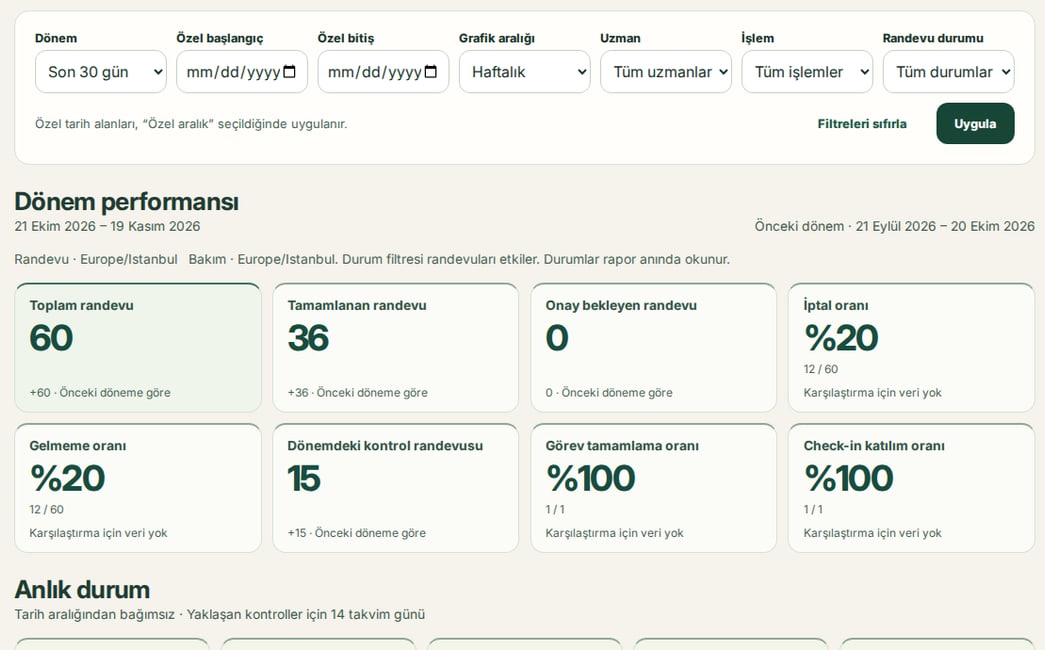 Dönem Özel başlangıç Özel bitiş Grafik aralığı Uzman İşlem Randevu durumu
Son 30 gün mm/dd/yyyy mm/dd/yyyy Haftalık Tüm uzmanlar Tüm işlemler Tüm durumlar
Özel tarih alanları, “Özel aralık” seçildiğinde uygulanır. Filtreleri sıfırla Uygula
Dönem performansı
21 Ekim 2026 – 19 Kasım 2026 Önceki dönem · 21 Eylül 2026 – 20 Ekim 2026
Randevu · Europe/Istanbul Bakım · Europe/Istanbul. Durum filtresi randevuları etkiler. Durumlar rapor anında okunur.
Toplam randevu
60
+60 · Önceki döneme göre
Tamamlanan randevu
36
+36 · Önceki döneme göre
Onay bekleyen randevu
0
0 · Önceki döneme göre
İptal oranı
%20
12 / 60
Karşılaştırma için veri yok
Gelmeme oranı
%20
12 / 60
Karşılaştırma için veri yok
Dönemdeki kontrol randevusu
15
+15 · Önceki döneme göre
Görev tamamlama oranı
%100
1 / 1
Karşılaştırma için veri yok
Check-in katılım oranı
%100
1 / 1
Karşılaştırma için veri yok
Anlık durum
Tarih aralığından bağımsız · Yaklaşan kontroller için 14 takvim günü